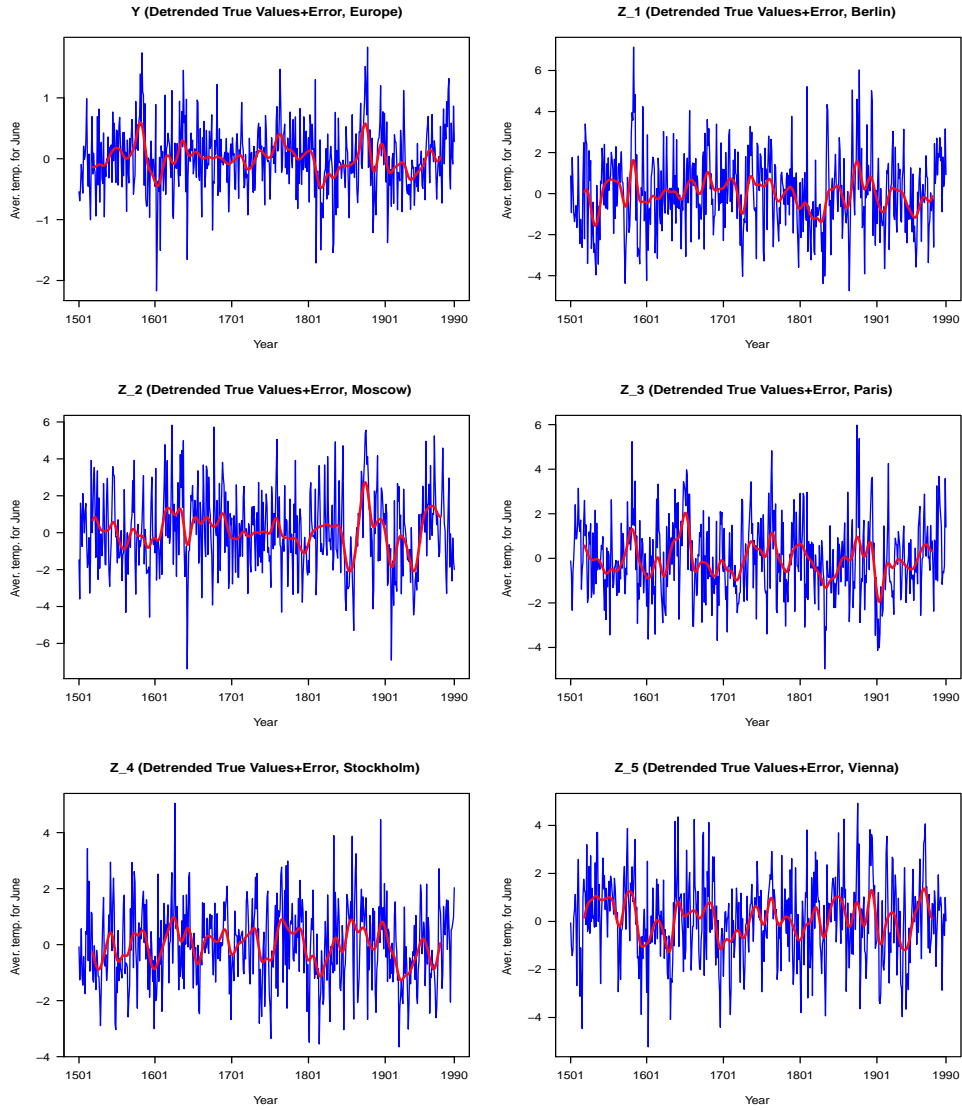 Y (Detrended True Values+Error, Europe)
Aver. temp. for June
1
0
−1
−2
1501 1601 1701 1801 1901 1990
Year
Z_1 (Detrended True Values+Error, Berlin)
Aver. temp. for June
6
4
2
0
−2
−4
1501 1601 1701 1801 1901 1990
Year
Z_2 (Detrended True Values+Error, Moscow)
Aver. temp. for June
6
4
2
0
−2
−4
−6
1501 1601 1701 1801 1901 1990
Year
Z_3 (Detrended True Values+Error, Paris)
Aver. temp. for June
6
4
2
0
−2
−4
1501 1601 1701 1801 1901 1990
Year
Z_4 (Detrended True Values+Error, Stockholm)
Aver. temp. for June
4
2
0
−2
−4
1501 1601 1701 1801 1901 1990
Year
Z_5 (Detrended True Values+Error, Vienna)
Aver. temp. for June
4
2
0
−2
−4
1501 1601 1701 1801 1901 1990
Year